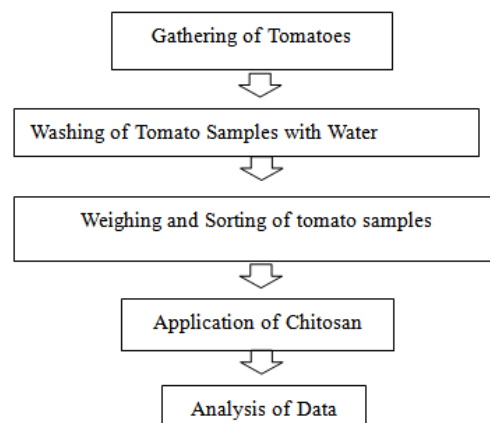 Gathering of Tomatoes
Washing of Tomato Samples with Water
Weighing and Sorting of tomato samples
Application of Chitosan
Analysis of Data